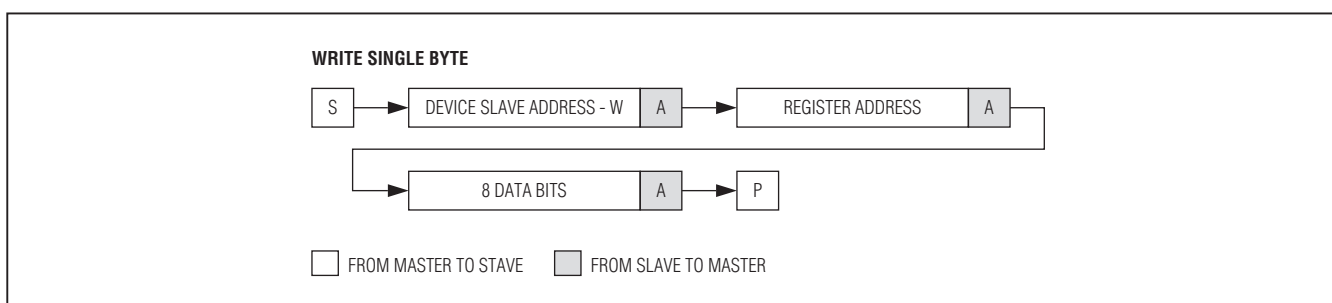 WRITE SINGLE BYTE
S DEVICE SLAVE ADDRESS - W A REGISTER ADDRESS A
8 DATA BITS A P
FROM MASTER TO STAVE FROM SLAVE TO MASTER